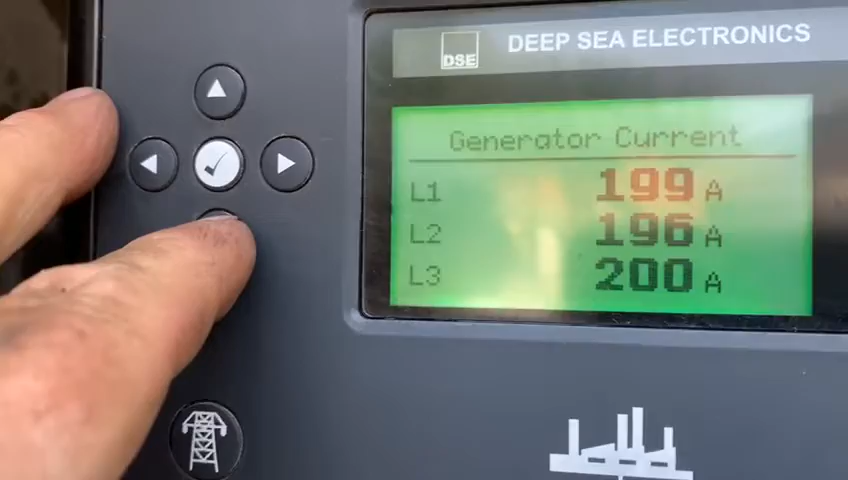 DSE DEEP SEA ELECTRONICS
Generator Current
L1 199 A
L2 196 A
L3 200 A